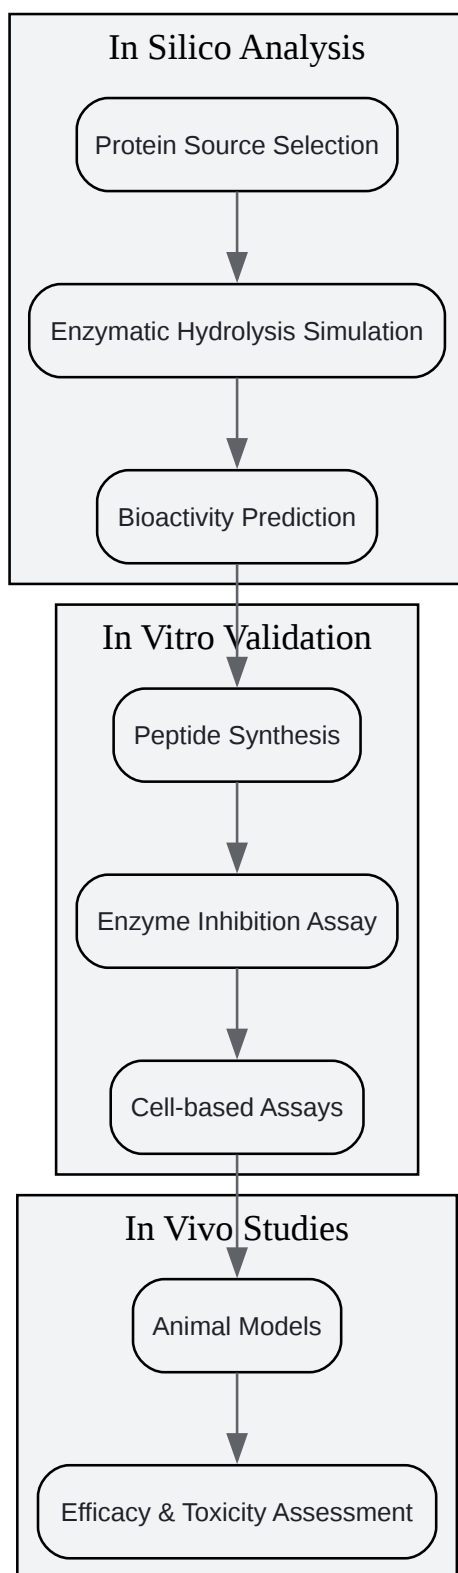 In Silico Analysis
Protein Source Selection
Enzymatic Hydrolysis Simulation
Bioactivity Prediction
In Vitro Validation
Peptide Synthesis
Enzyme Inhibition Assay
Cell-based Assays
In Vivo Studies
Animal Models
Efficacy & Toxicity Assessment